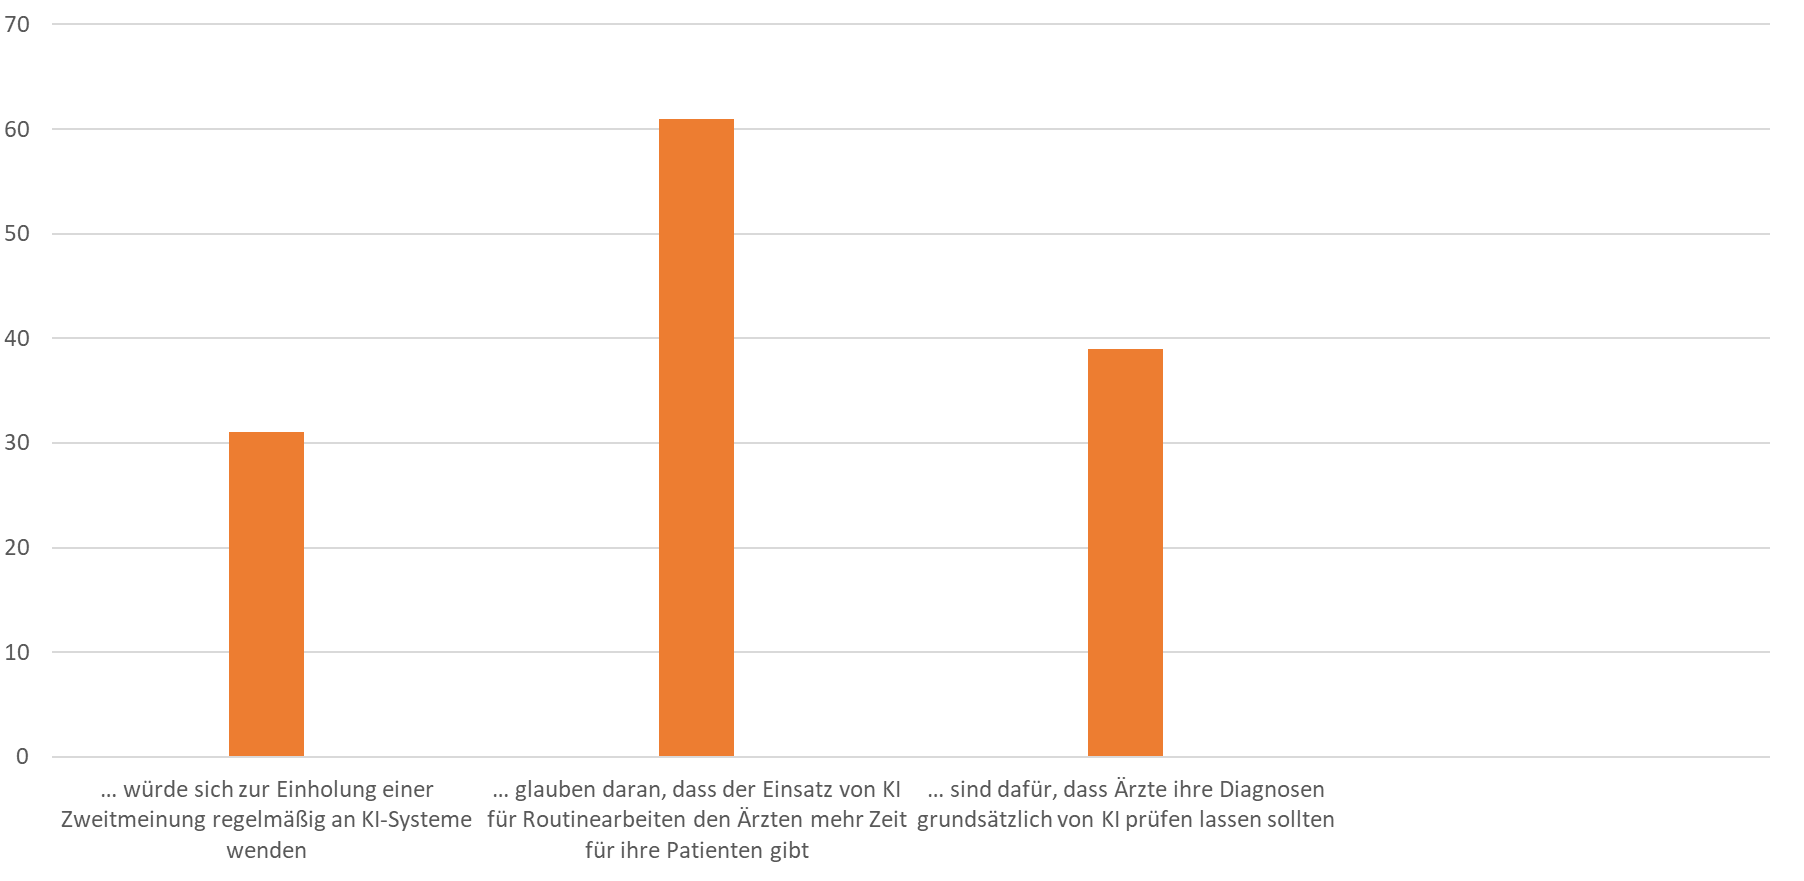 70
60
50
40
30
20
10
0
... würde sich zur Einholung einer
Zweitmeinung regelmäßig an KI-Systeme
wenden
... glauben daran, dass der Einsatz von KI
für Routinearbeiten den Ärzten mehr Zeit
für ihre Patienten gibt
... sind dafür, dass Ärzte ihre Diagnosen
grundsätzlich von KI prüfen lassen sollten